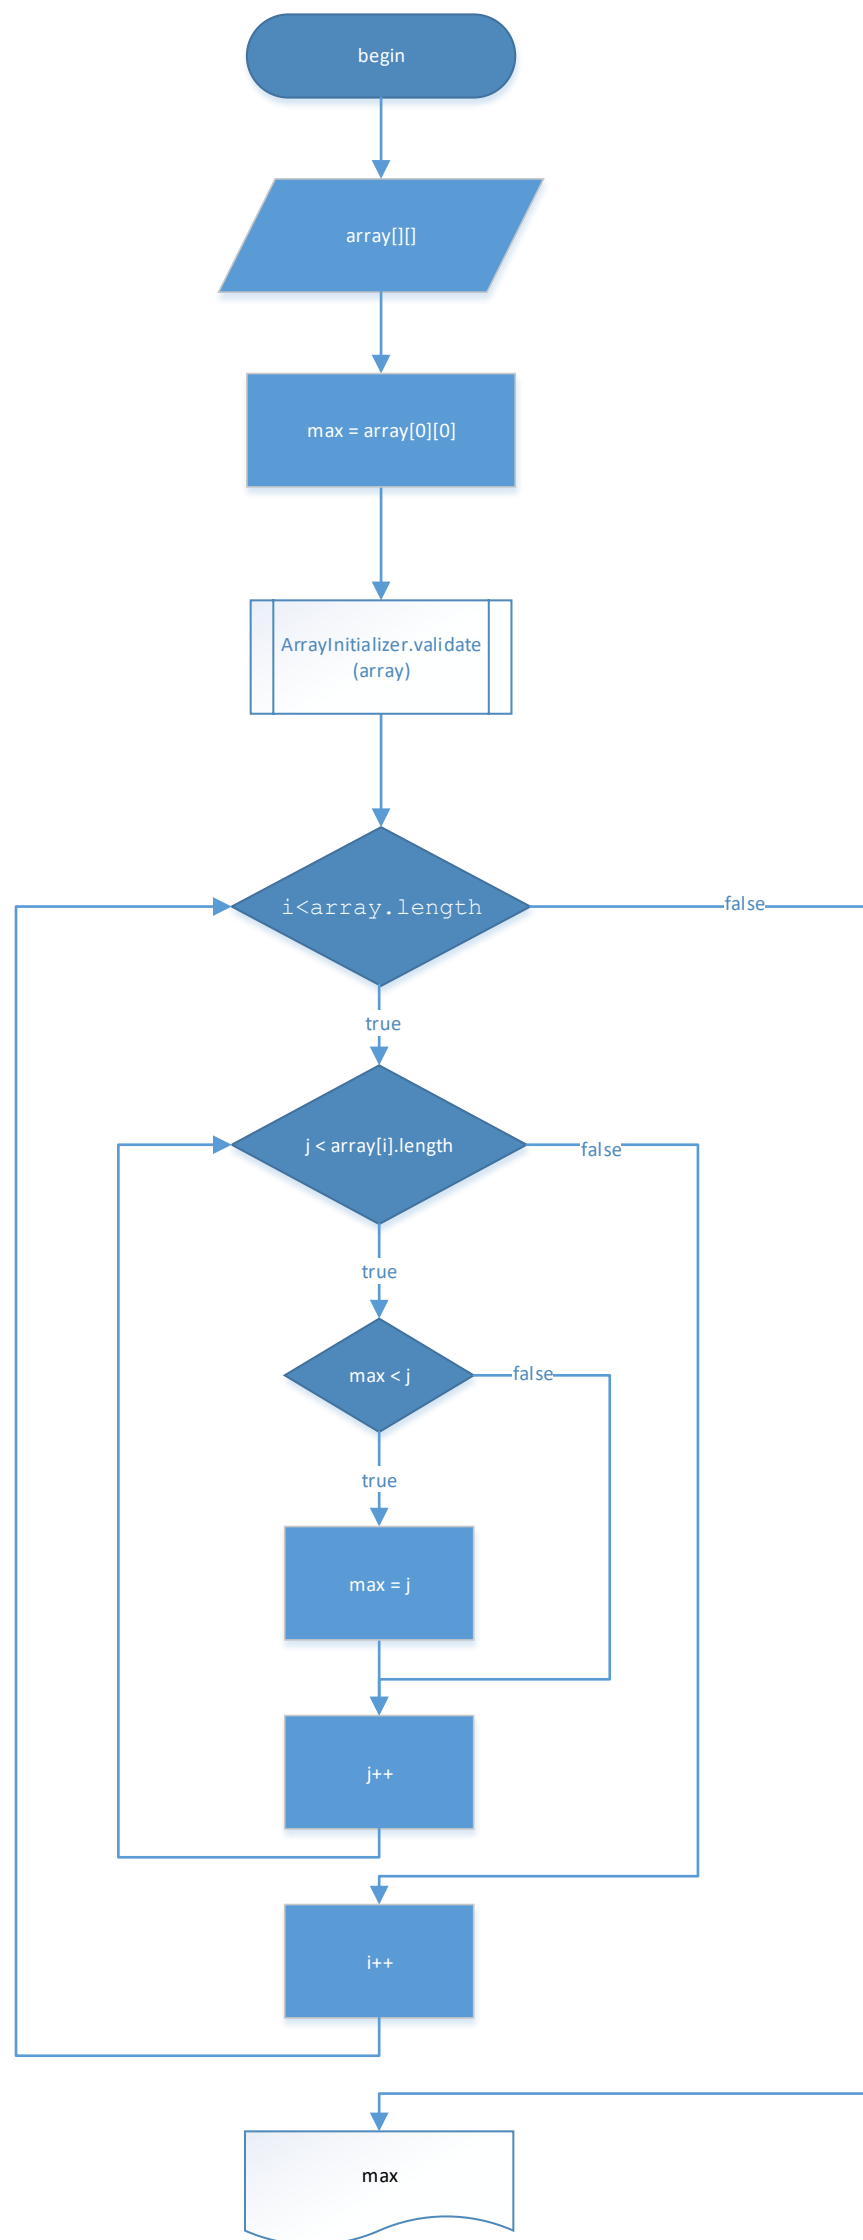 begin
array[][]
max = array[0][0]
ArrayInitializer.validate
(array)
i<array.length
false
true
j < array[i].length
false
true
max < j
false
true
max = j
j++
i++
max